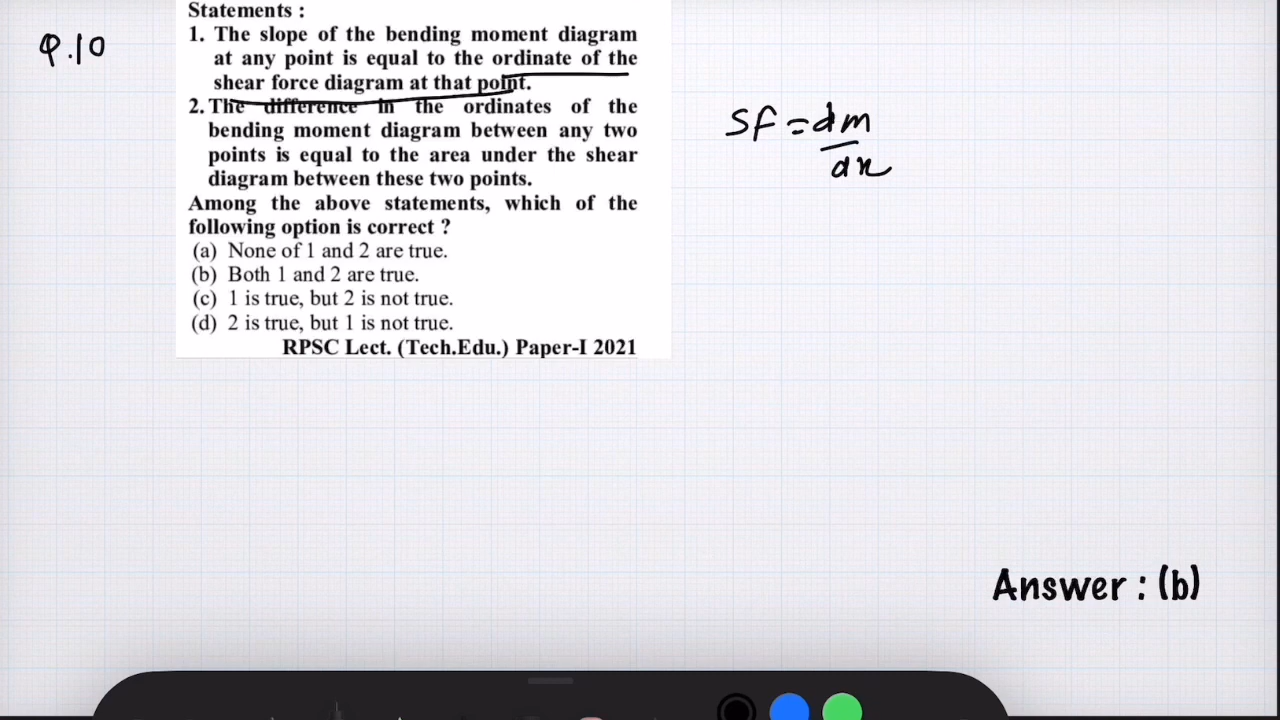 Q.10
Statements :
1. The slope of the bending moment diagram
at any point is equal to the ordinate of the
shear force diagram at that point.
2. The difference in the ordinates of the
bending moment diagram between any two
points is equal to the area under the shear
diagram between these two points.
Among the above statements, which of the
following option is correct ?
(a) None of 1 and 2 are true.
(b) Both 1 and 2 are true.
(c) 1 is true, but 2 is not true.
(d) 2 is true, but 1 is not true.
RPSC Lect. (Tech.Edu.) Paper-I 2021
SF = dm
dx
Answer : (b)